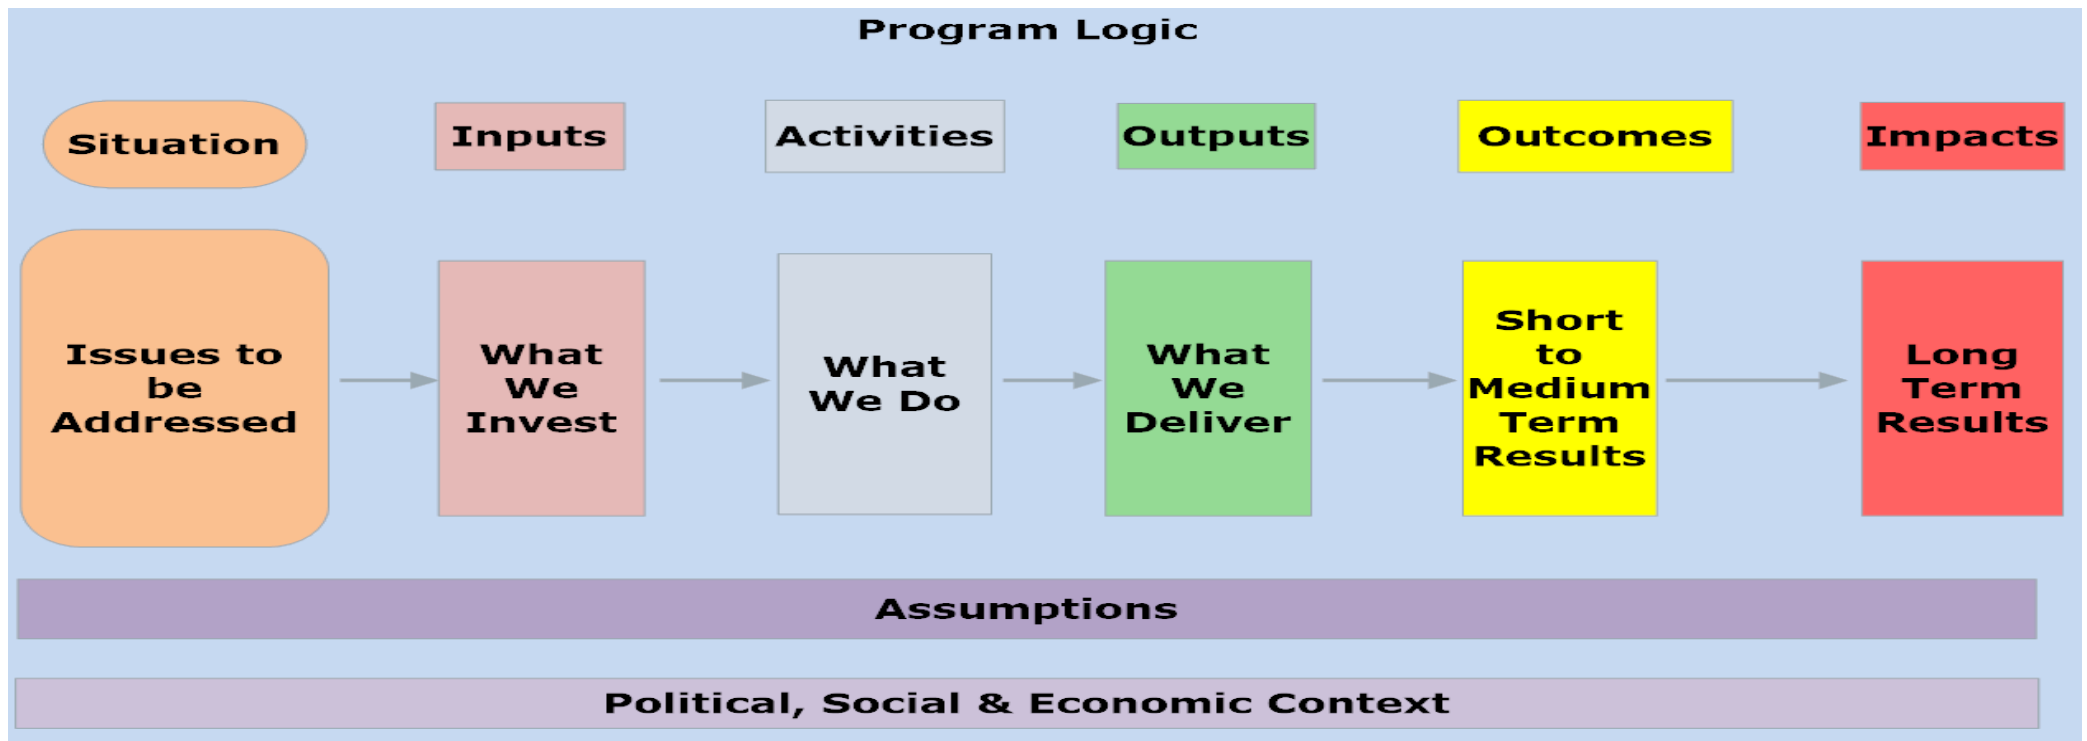 Program Logic
Situation
Inputs
Activities
Outputs
Outcomes
Impacts
Issues to
be
Addressed
What
We
Invest
What
We Do
What
We
Deliver
Short
to
Medium
Term
Results
Long
Term
Results
Assumptions
Political, Social & Economic Context